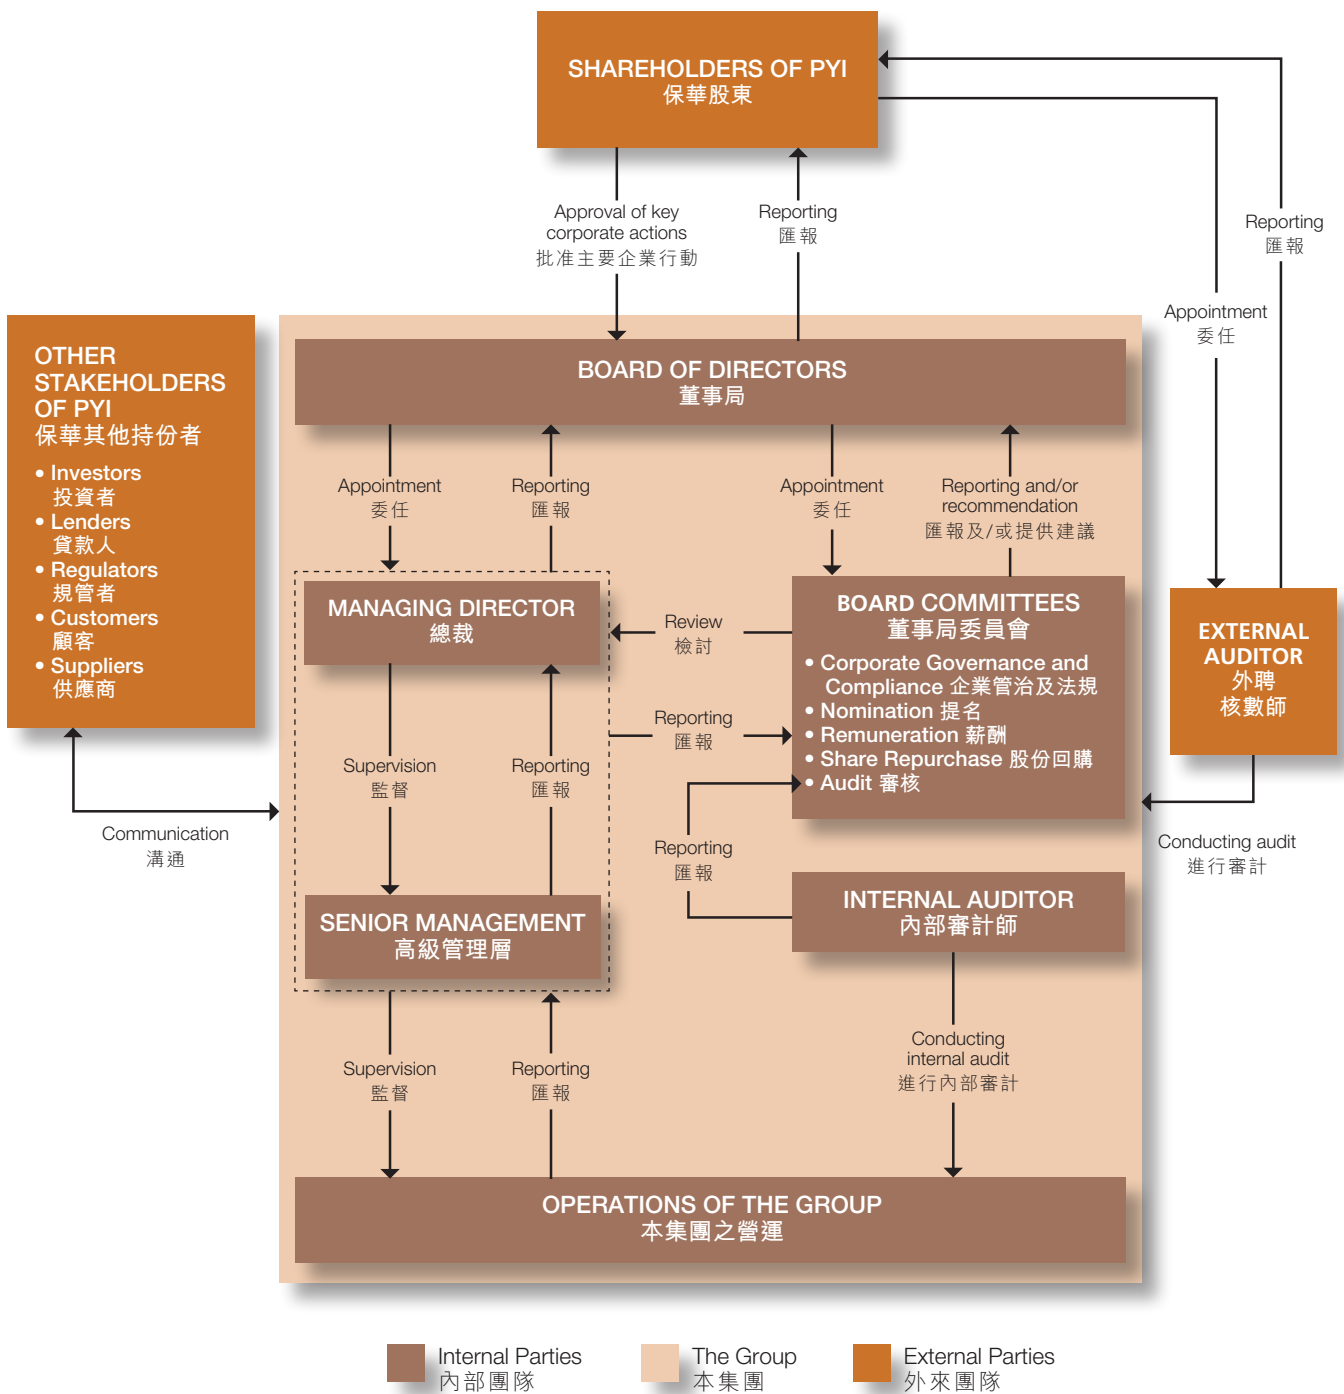 SHAREHOLDERS OF PYI
保華股東
Approval of key
corporate actions
批准主要企業行動
Reporting
匯報
Reporting
匯報
Appointment
委任
OTHER
STAKEHOLDERS
OF PYI
保華其他持份者
• Investors
投資者
• Lenders
貸款人
• Regulators
規管者
• Customers
顧客
• Suppliers
供應商
BOARD OF DIRECTORS
董事局
Appointment
委任
Reporting
匯報
Appointment
委任
Reporting and/or
recommendation
匯報及/或提供建議
MANAGING DIRECTOR
總裁
Review
檢討
BOARD COMMITTEES
董事局委員會
• Corporate Governance and
Compliance 企業管治及法規
• Nomination 提名
• Remuneration 薪酬
• Share Repurchase 股份回購
• Audit 審核
EXTERNAL
AUDITOR
外聘
核數師
Reporting
匯報
Supervision
監督
Reporting
匯報
Communication
溝通
Reporting
匯報
Conducting audit
進行審計
SENIOR MANAGEMENT
高級管理層
INTERNAL AUDITOR
內部審計師
Supervision
監督
Reporting
匯報
Conducting
internal audit
進行內部審計
OPERATIONS OF THE GROUP
本集團之營運
Internal Parties
內部團隊
The Group
本集團
External Parties
外來團隊